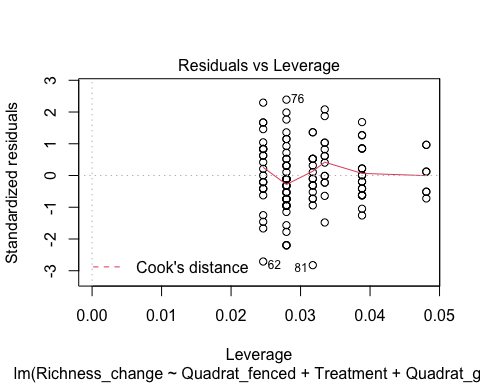 Residuals vs Leverage
Standardized residuals
3
2
1
0
-1
-2
-3
76
62
81
Cook's distance
0.00 0.01 0.02 0.03 0.04 0.05
Leverage
lm(Richness_change ~ Quadrat_fenced + Treatment + Quadrat_g